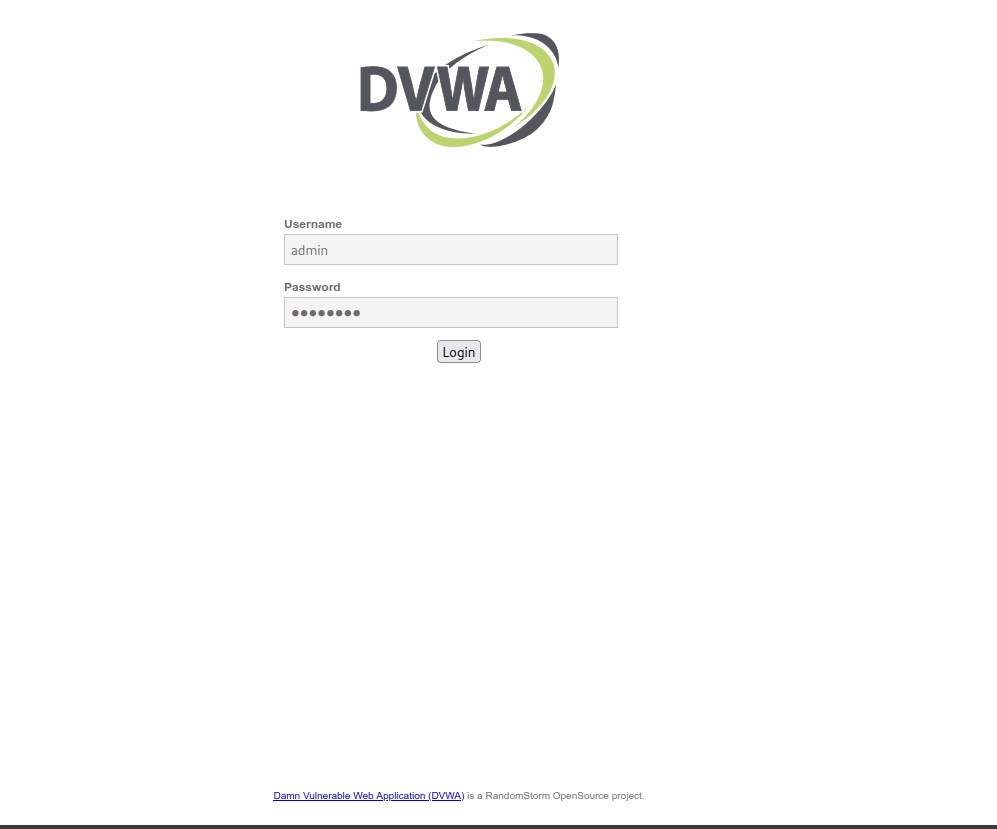 DVWA
Username
admin
Password
••••••••
Login
Damn Vulnerable Web Application (DVWA) is a RandomStorm OpenSource project.